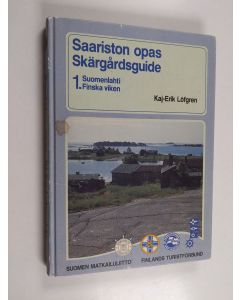 Saariston opas
Skärgårdsguide
1. Suomenlahti
Finska viken
Kaj-Erik Löfgren
SUOMEN MATKAILULIITTO FINLANDS TURISTFÖRBUND